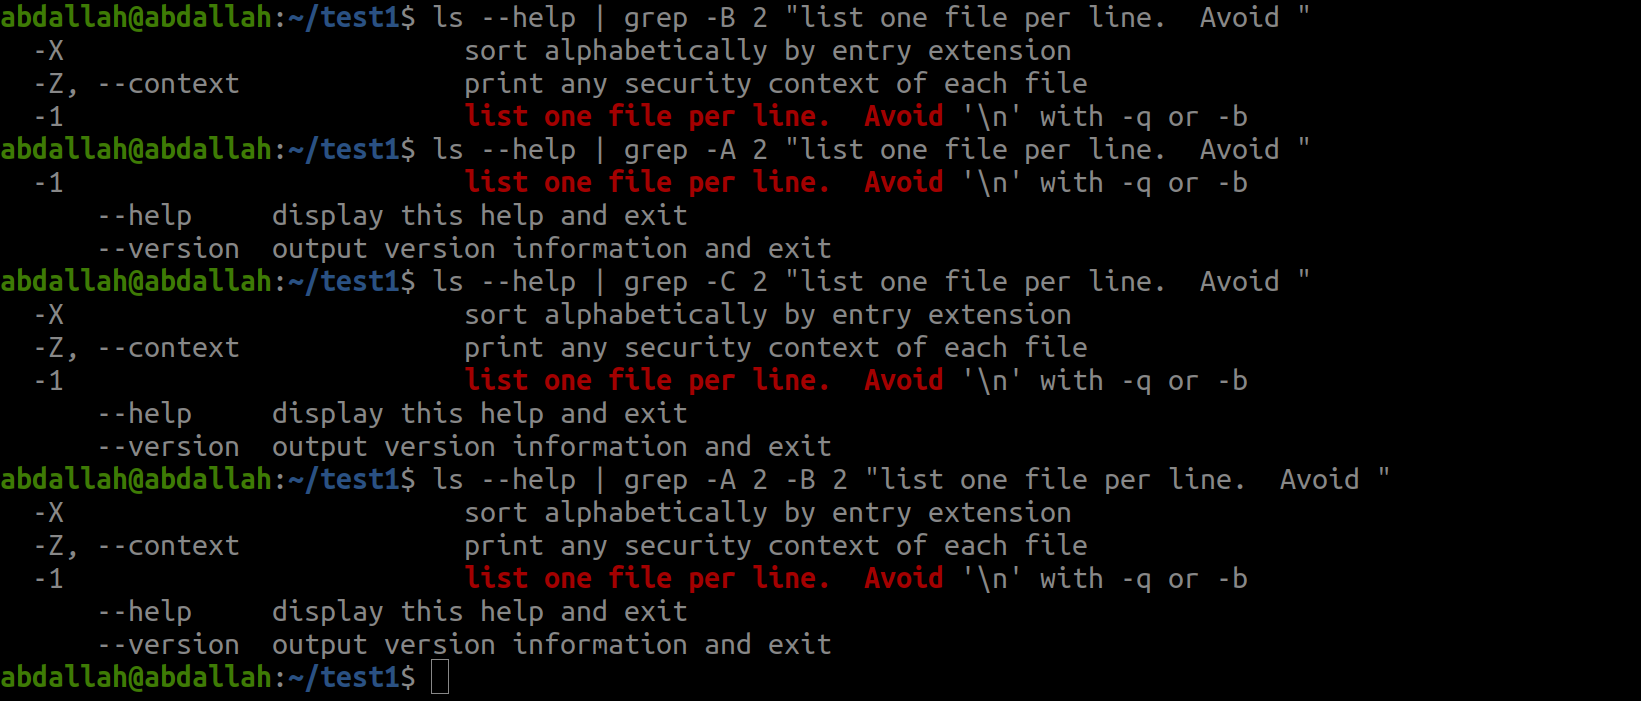 abdallah@abdallah:~/test1$ ls --help | grep -B 2 "list one file per line.  Avoid "
  -X                         sort alphabetically by entry extension
  -Z, --context              print any security context of each file
  -1                         list one file per line.  Avoid '\n' with -q or -b
abdallah@abdallah:~/test1$ ls --help | grep -A 2 "list one file per line.  Avoid "
  -1                         list one file per line.  Avoid '\n' with -q or -b
      --help     display this help and exit
      --version  output version information and exit
abdallah@abdallah:~/test1$ ls --help | grep -C 2 "list one file per line.  Avoid "
  -X                         sort alphabetically by entry extension
  -Z, --context              print any security context of each file
  -1                         list one file per line.  Avoid '\n' with -q or -b
      --help     display this help and exit
      --version  output version information and exit
abdallah@abdallah:~/test1$ ls --help | grep -A 2 -B 2 "list one file per line.  Avoid "
  -X                         sort alphabetically by entry extension
  -Z, --context              print any security context of each file
  -1                         list one file per line.  Avoid '\n' with -q or -b
      --help     display this help and exit
      --version  output version information and exit
abdallah@abdallah:~/test1$